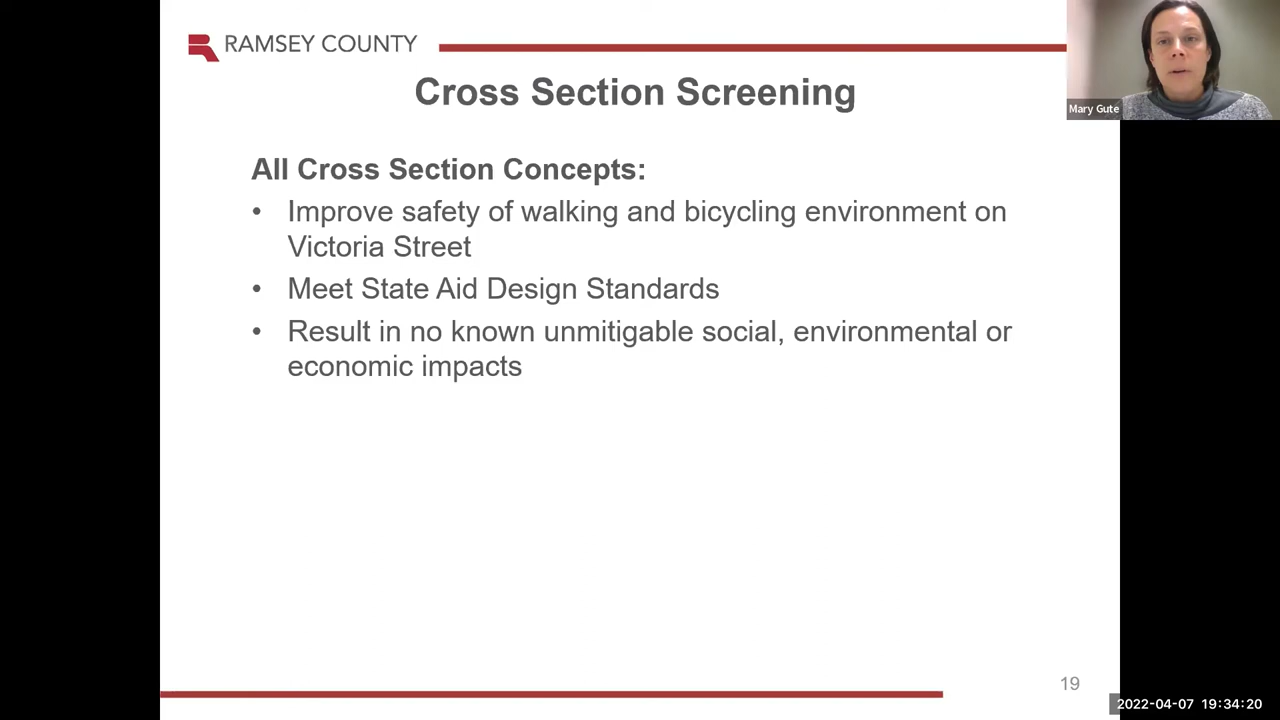 RAMSEY COUNTY
Cross Section Screening
Mary Gute
All Cross Section Concepts:
• Improve safety of walking and bicycling environment on
Victoria Street
• Meet State Aid Design Standards
• Result in no known unmitigable social, environmental or
economic impacts
19
2022-04-07 19:34:20